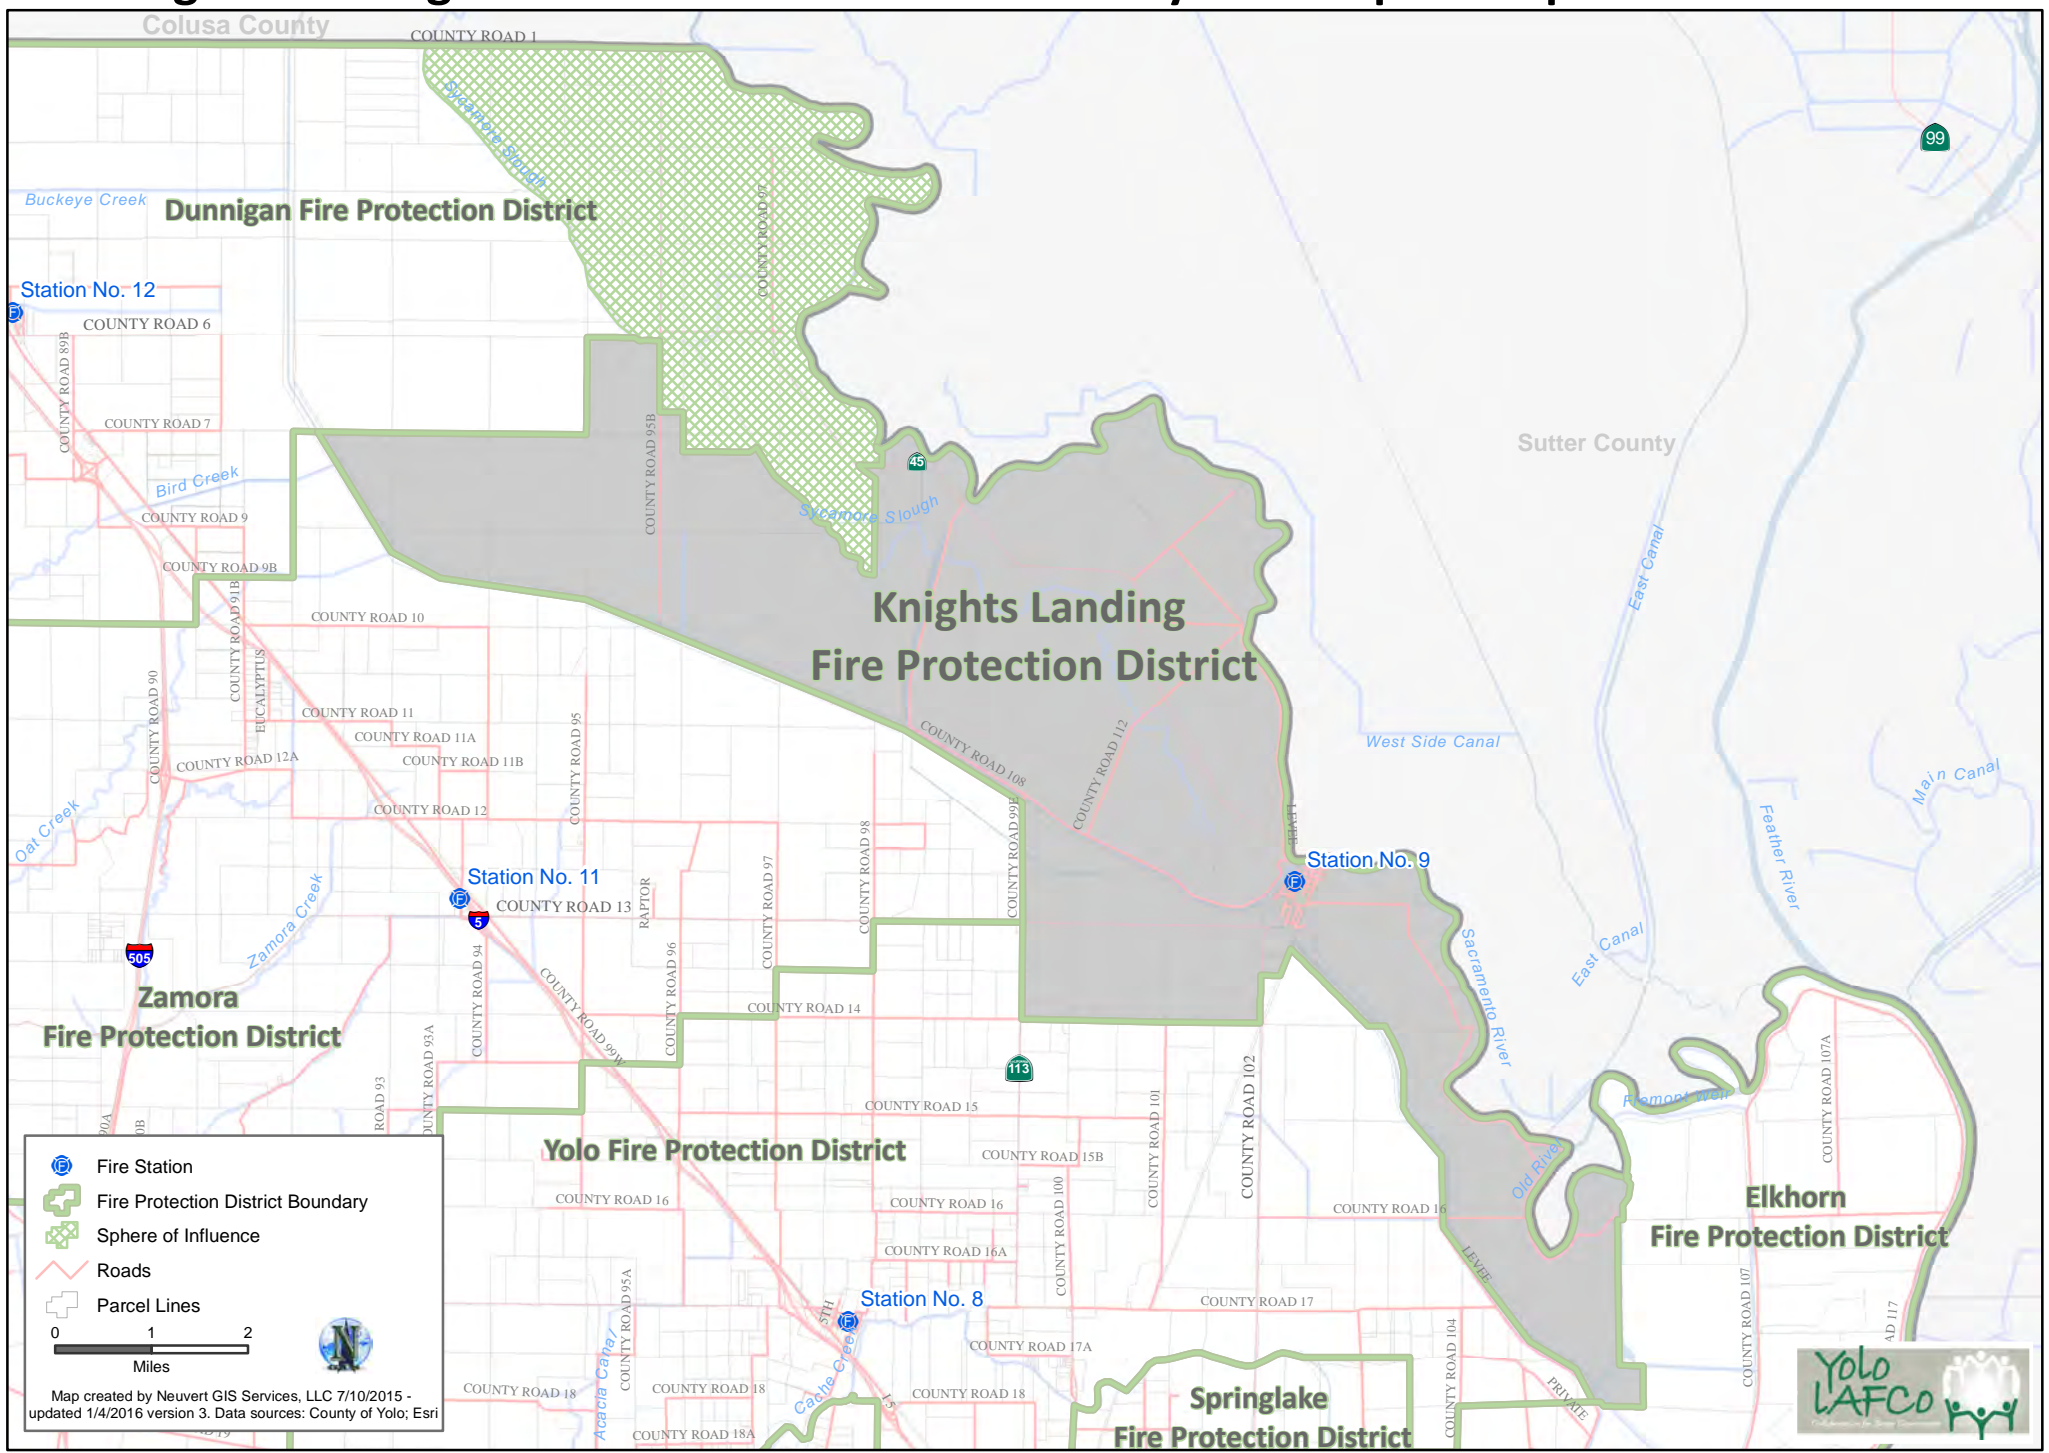 Colusa County
COUNTY ROAD 1
99
Sycamore Slough
COUNTY ROAD 97
Buckeye Creek
Dunnigan Fire Protection District
Station No. 12
COUNTY ROAD 6
COUNTY ROAD 89B
COUNTY ROAD 7
COUNTY ROAD 95B
45
Sutter County
Bird Creek
Sycamore Slough
COUNTY ROAD 9
COUNTY ROAD 9B
East Canal
COUNTY ROAD 91B
COUNTY ROAD 10
Knights Landing
Fire Protection District
EUCALYPTUS
COUNTY ROAD 90
COUNTY ROAD 11
COUNTY ROAD 11A
COUNTY ROAD 11B
COUNTY ROAD 12A
COUNTY ROAD 95
COUNTY ROAD 108
COUNTY ROAD 112
West Side Canal
Main Canal
COUNTY ROAD 12
Oat Creek
COUNTY ROAD 97
COUNTY ROAD 98
COUNTY ROAD 99E
LEVEE
Feather River
Station No. 9
Station No. 11
COUNTY ROAD 13
RAPTOR
5
Zamora Creek
505
COUNTY ROAD 94
COUNTY ROAD 99W
COUNTY ROAD 96
East Canal
Sacramento River
Zamora
Fire Protection District
COUNTY ROAD 14
COUNTY ROAD 93A
ROAD 93
113
COUNTY ROAD 102
COUNTY ROAD 101
COUNTY ROAD 107A
Fremont Weir
COUNTY ROAD 15
90A
0B
Yolo Fire Protection District
COUNTY ROAD 15B
COUNTY ROAD 100
Old River
COUNTY ROAD 16
COUNTY ROAD 16
COUNTY ROAD 16
Elkhorn
Fire Protection District
COUNTY ROAD 16A
LEVEE
COUNTY ROAD 95A
Acacia Canal
5TH
Station No. 8
COUNTY ROAD 17
COUNTY ROAD 107
AD 117
COUNTY ROAD 17A
COUNTY ROAD 104
Cache Creek
I-5
COUNTY ROAD 18
COUNTY ROAD 18
COUNTY ROAD 18
COUNTY ROAD 18A
PRIVATE
Springlake
Fire Protection District
Fire Station
Fire Protection District Boundary
Sphere of Influence
Roads
Parcel Lines
0 1 2
Miles
N
Map created by Neuvert GIS Services, LLC 7/10/2015 -
updated 1/4/2016 version 3. Data sources: County of Yolo; Esri
YOLO
LAFCO